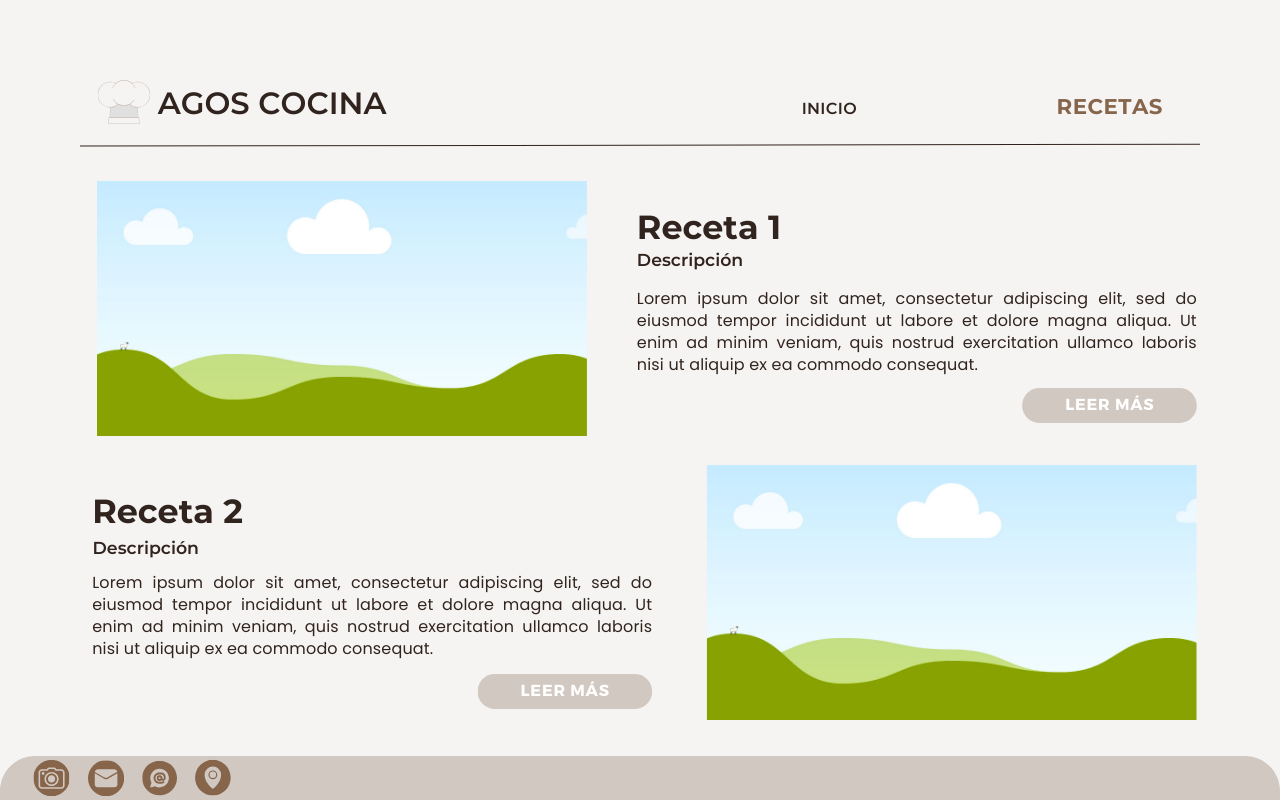 AGOS COCINA
INICIO
RECETAS
Receta 1
Descripción
Lorem ipsum dolor sit amet, consectetur adipiscing elit, sed do
eiusmod tempor incididunt ut labore et dolore magna aliqua. Ut
enim ad minim veniam, quis nostrud exercitation ullamco laboris
nisi ut aliquip ex ea commodo consequat.
LEER MÁS
Receta 2
Descripción
Lorem ipsum dolor sit amet, consectetur adipiscing elit, sed do
eiusmod tempor incididunt ut labore et dolore magna aliqua. Ut
enim ad minim veniam, quis nostrud exercitation ullamco laboris
nisi ut aliquip ex ea commodo consequat.
LEER MÁS